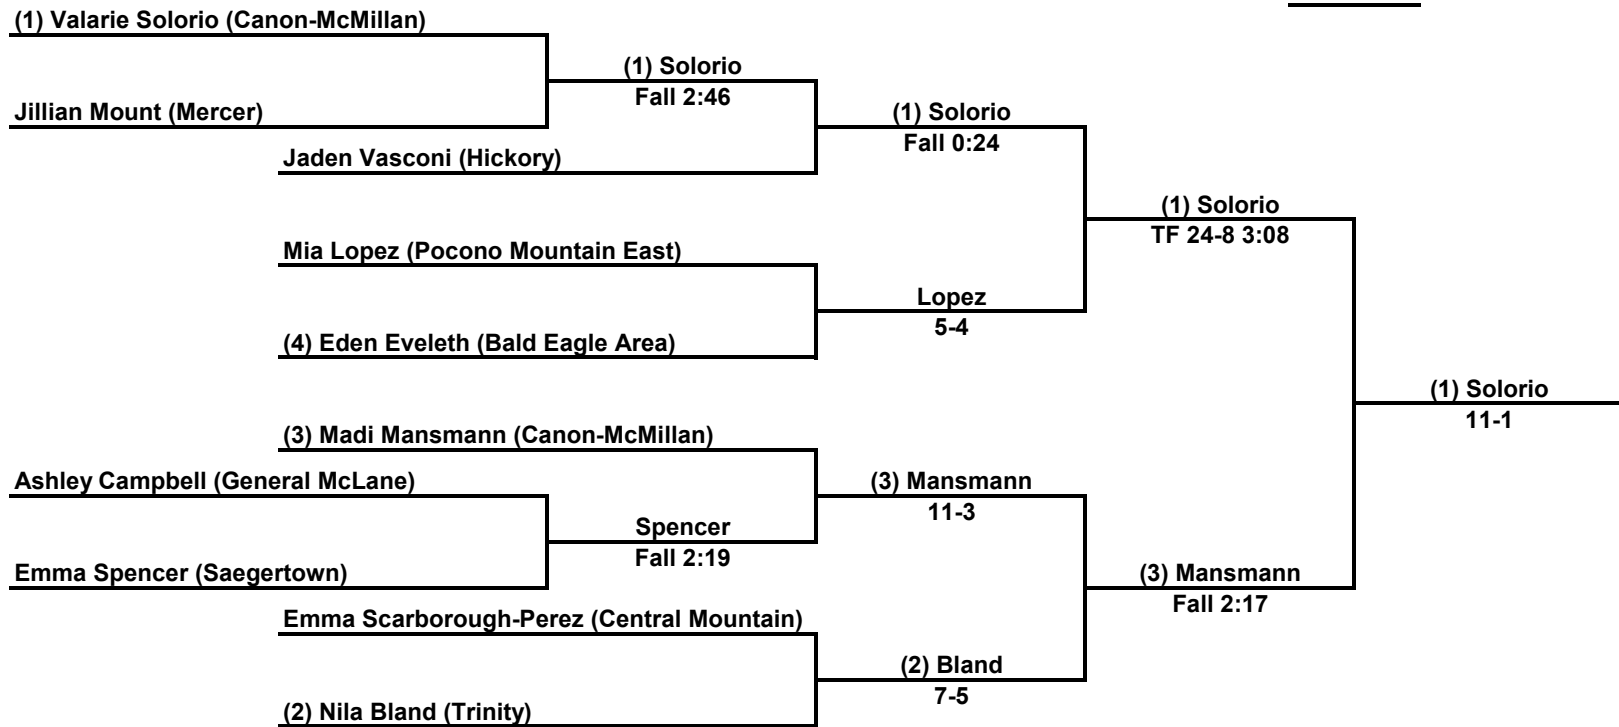 (1) Valarie Solorio (Canon-McMillan)
(1) Solorio
Fall 2:46
Jillian Mount (Mercer)
(1) Solorio
Fall 0:24
Jaden Vasconi (Hickory)
(1) Solorio
TF 24-8 3:08
Mia Lopez (Pocono Mountain East)
Lopez
5-4
(4) Eden Eveleth (Bald Eagle Area)
(1) Solorio
11-1
(3) Madi Mansmann (Canon-McMillan)
Ashley Campbell (General McLane)
(3) Mansmann
11-3
Spencer
Fall 2:19
Emma Spencer (Saegertown)
(3) Mansmann
Fall 2:17
Emma Scarborough-Perez (Central Mountain)
(2) Bland
7-5
(2) Nila Bland (Trinity)